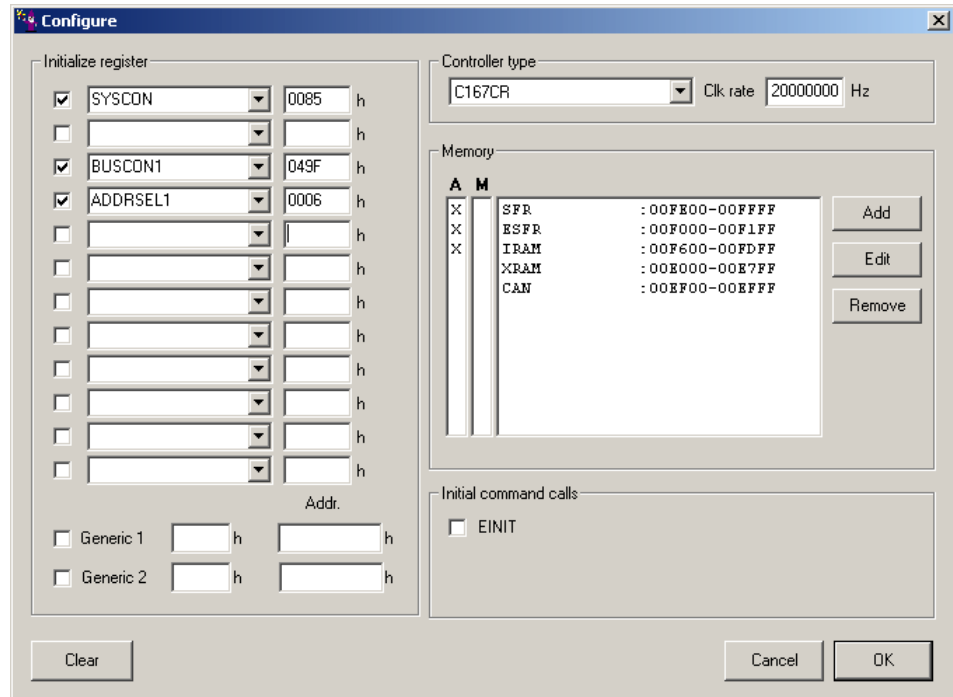 Configure
Initialize register
SYSCON 0085 h
h
BUSCON1 049F h
ADDRSEL1 0006 h
h
h
h
h
h
h
h
h
Addr.
Generic 1 h h
Generic 2 h h
Clear
Controller type
C167CR Clk rate 20000000 Hz
Memory
A M
X SFR :00FE00-00FFFF
X ESFR :00F000-00F1FF
X IRAM :00F600-00FDFF
XRAM :00E000-00E7FF
CAN :00EF00-00EFFF
Add
Edit
Remove
Initial command calls
EINIT
Cancel OK